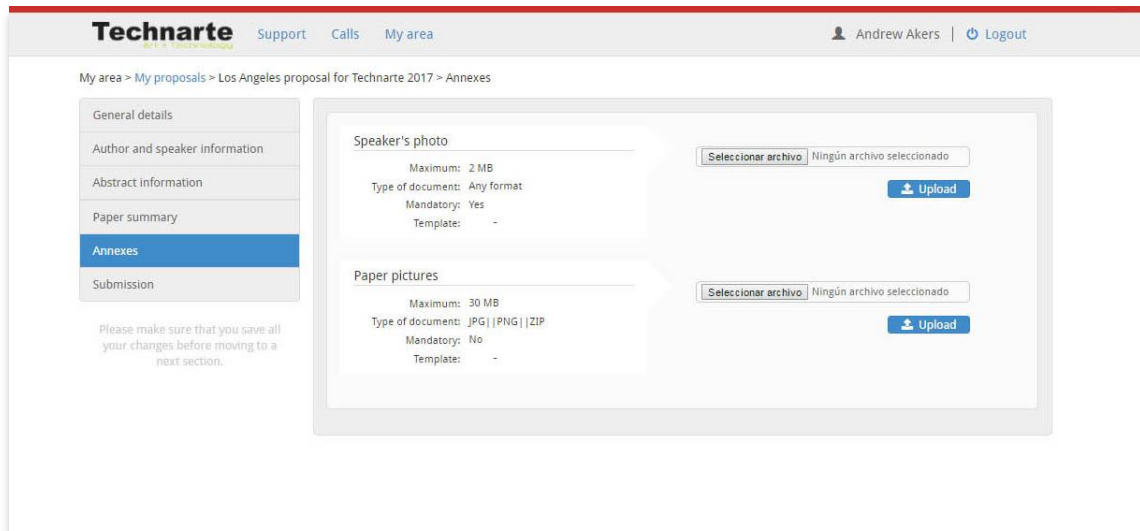 Technarte
Art + Technology
Support Calls My area
Andrew Akers | Logout
My area > My proposals > Los Angeles proposal for Technarte 2017 > Annexes
General details
Author and speaker information
Abstract information
Paper summary
Annexes
Submission
Please make sure that you save all
your changes before moving to a
next section.
Speaker's photo
Maximum: 2 MB
Type of document: Any format
Mandatory: Yes
Template: -
Seleccionar archivo Ningún archivo seleccionado
Upload
Paper pictures
Maximum: 30 MB
Type of document: JPG||PNG||ZIP
Mandatory: No
Template: -
Seleccionar archivo Ningún archivo seleccionado
Upload